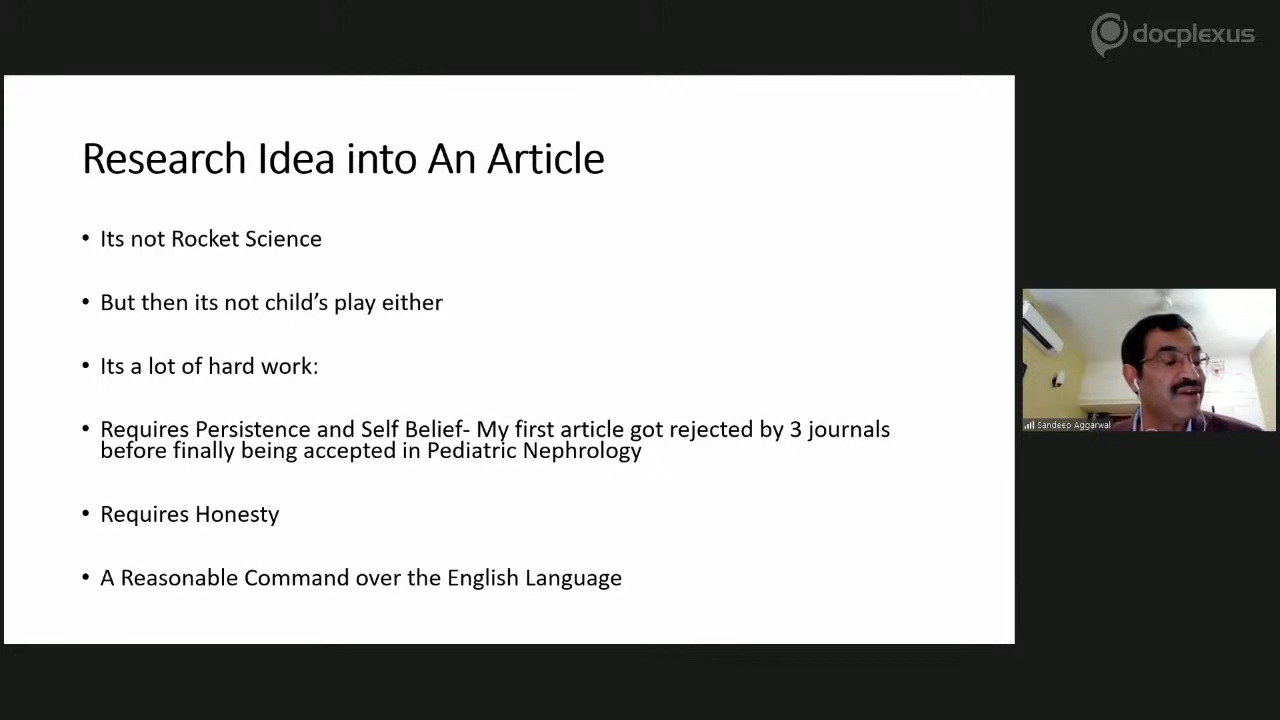 docplexus
Research Idea into An Article
• Its not Rocket Science
• But then its not child’s play either
• Its a lot of hard work:
• Requires Persistence and Self Belief- My first article got rejected by 3 journals
before finally being accepted in Pediatric Nephrology
• Requires Honesty
• A Reasonable Command over the English Language
Sandeep Aggarwal